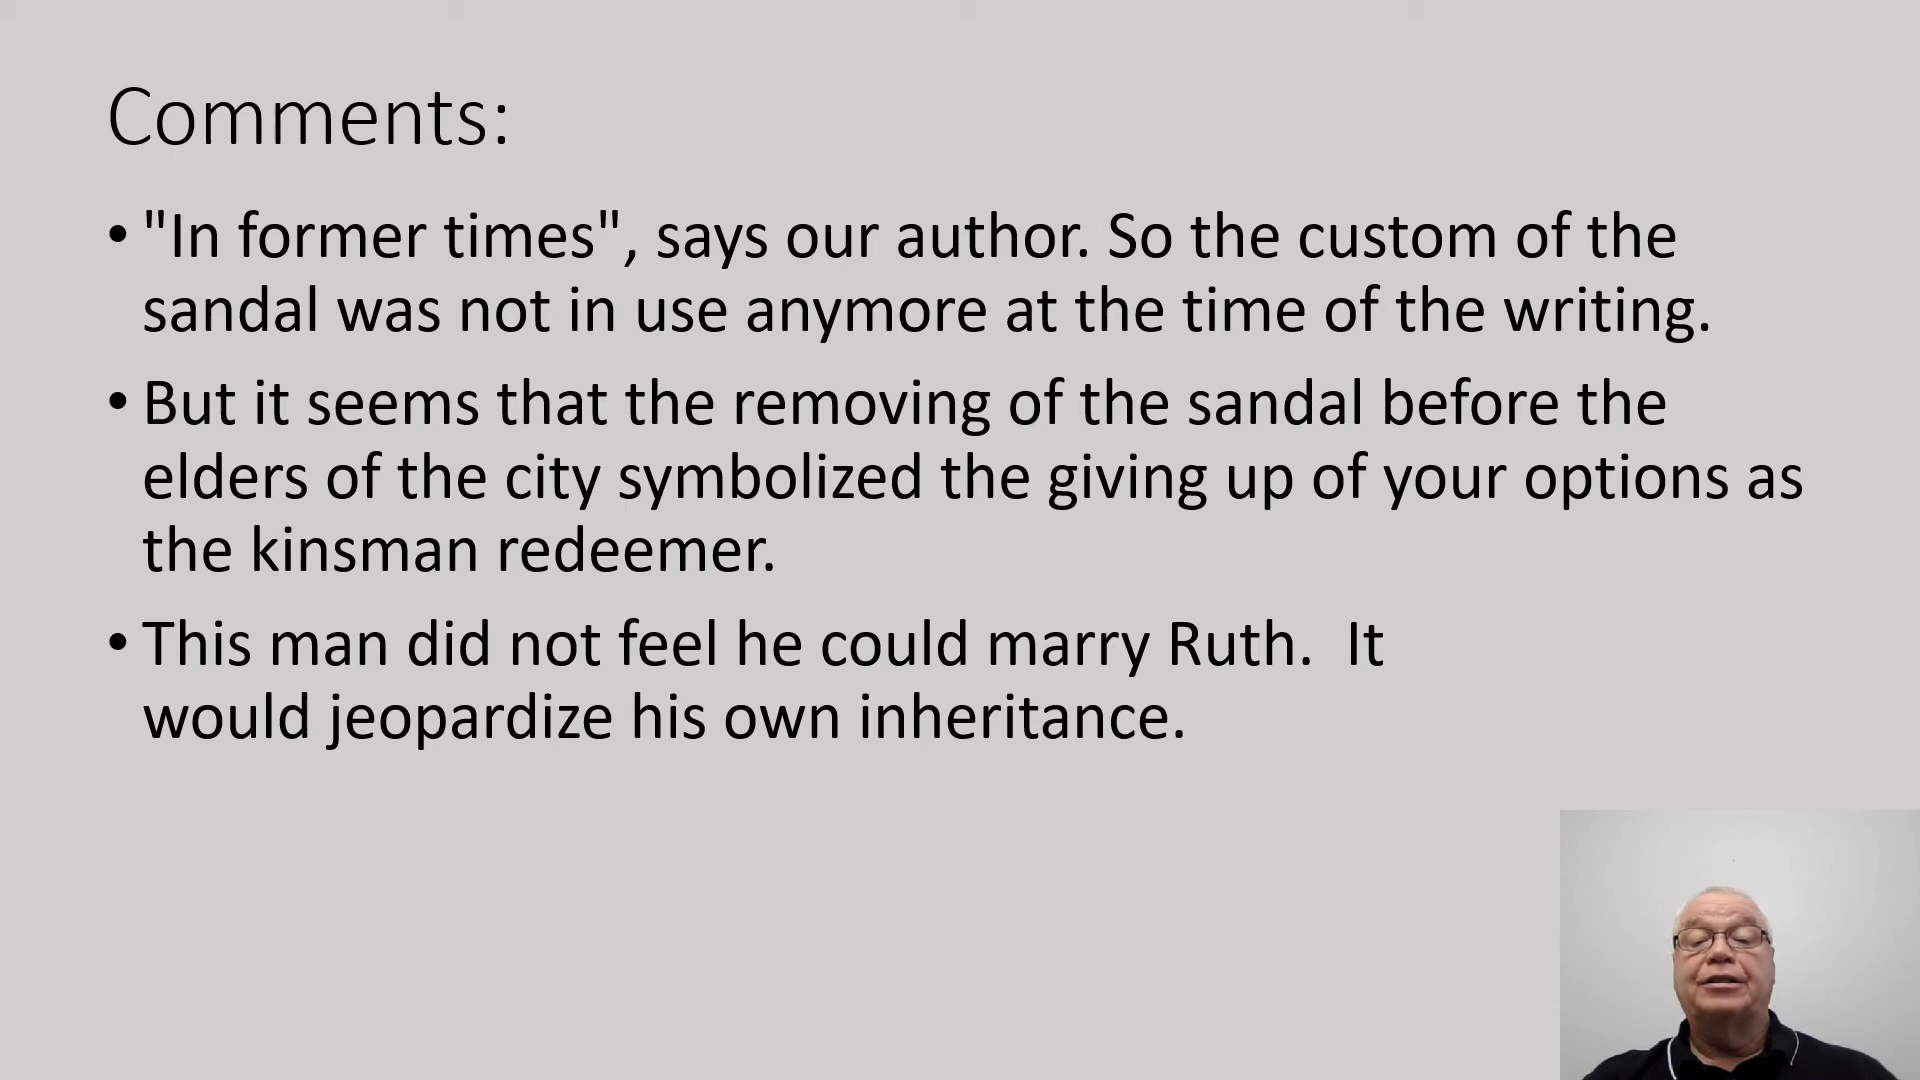 Comments:
• "In former times", says our author. So the custom of the
sandal was not in use anymore at the time of the writing.
• But it seems that the removing of the sandal before the
elders of the city symbolized the giving up of your options as
the kinsman redeemer.
• This man did not feel he could marry Ruth.  It
would jeopardize his own inheritance.